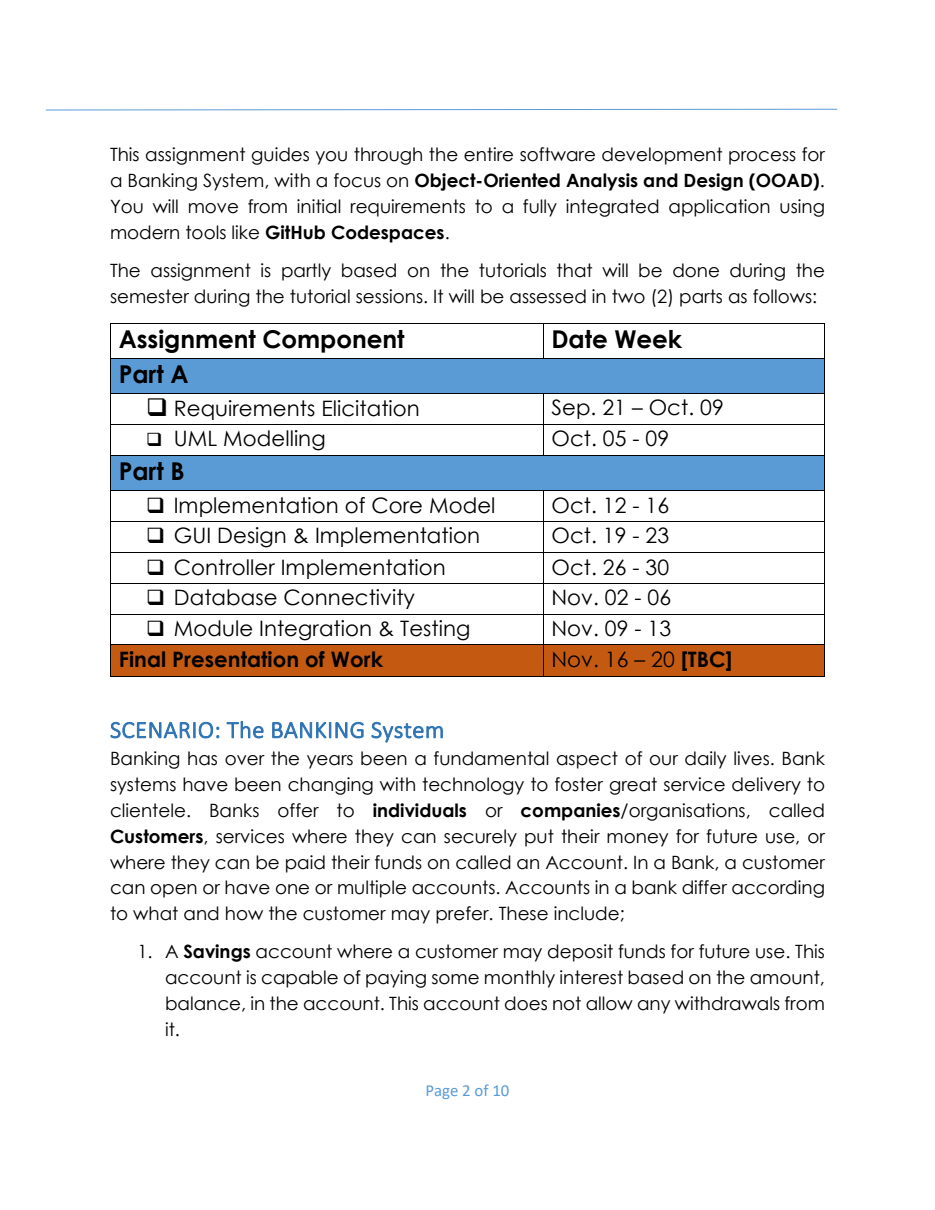 This assignment guides you through the entire software development process for
a Banking System, with a focus on Object-Oriented Analysis and Design (OOAD).
You will move from initial requirements to a fully integrated application using
modern tools like GitHub Codespaces.
The assignment is partly based on the tutorials that will be done during the
semester during the tutorial sessions. It will be assessed in two (2) parts as follows:
Assignment Component Date Week
Part A
❑ Requirements Elicitation Sep. 21 – Oct. 09
❑ UML Modelling Oct. 05 - 09
Part B
❑ Implementation of Core Model Oct. 12 - 16
❑ GUI Design & Implementation Oct. 19 - 23
❑ Controller Implementation Oct. 26 - 30
❑ Database Connectivity Nov. 02 - 06
❑ Module Integration & Testing Nov. 09 - 13
Final Presentation of Work Nov. 16 – 20 [TBC]
SCENARIO: The BANKING System
Banking has over the years been a fundamental aspect of our daily lives. Bank
systems have been changing with technology to foster great service delivery to
clientele. Banks offer to individuals or companies/organisations, called
Customers, services where they can securely put their money for future use, or
where they can be paid their funds on called an Account. In a Bank, a customer
can open or have one or multiple accounts. Accounts in a bank differ according
to what and how the customer may prefer. These include;
1. A Savings account where a customer may deposit funds for future use. This
account is capable of paying some monthly interest based on the amount,
balance, in the account. This account does not allow any withdrawals from
it.
Page 2 of 10